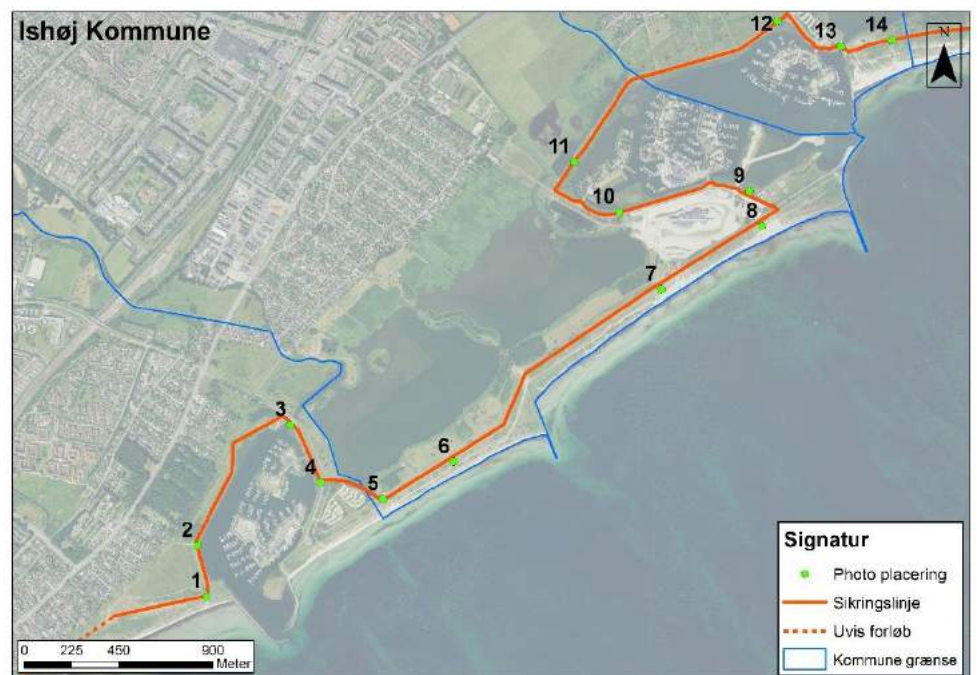 Ishøj Kommune
12
13
14
N
11
10
9
8
7
3
4
5
6
2
1
Signatur
Photo placering
Sikringslinje
Uvis forløb
Kommune grænse
0 225 450 900
Meter